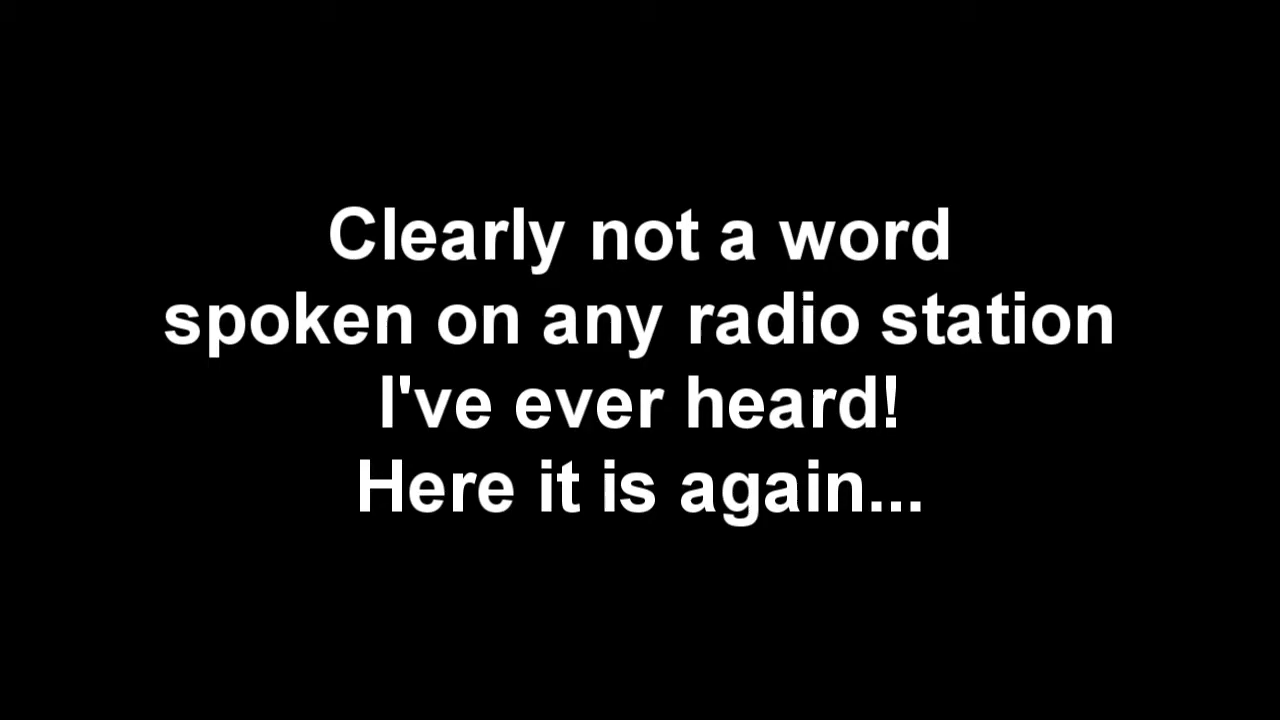 Clearly not a word
spoken on any radio station
I've ever heard!
Here it is again...